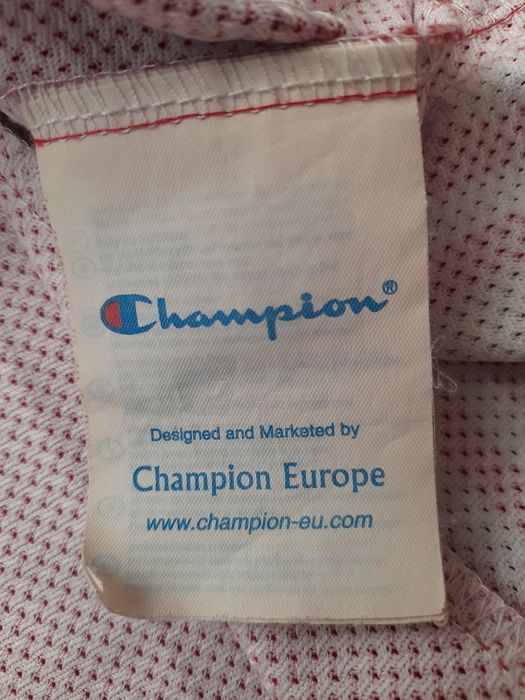 Champion®
Designed and Marketed by
Champion Europe
www.champion-eu.com